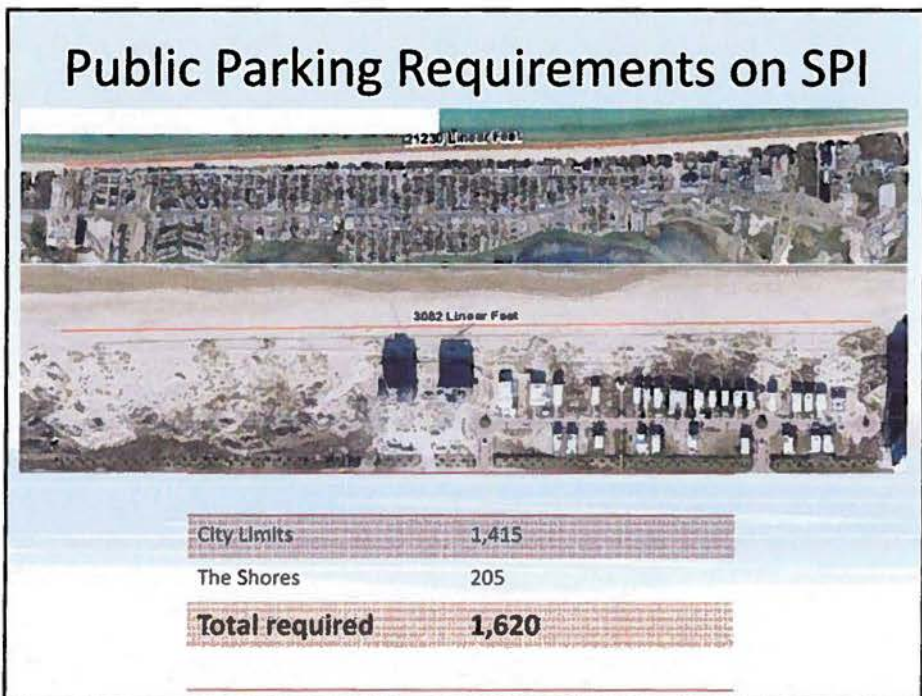 Public Parking Requirements on SPI
21230 Linear Feet
3082 Linear Feet
City Limits 1,415
The Shores 205
Total required 1,620